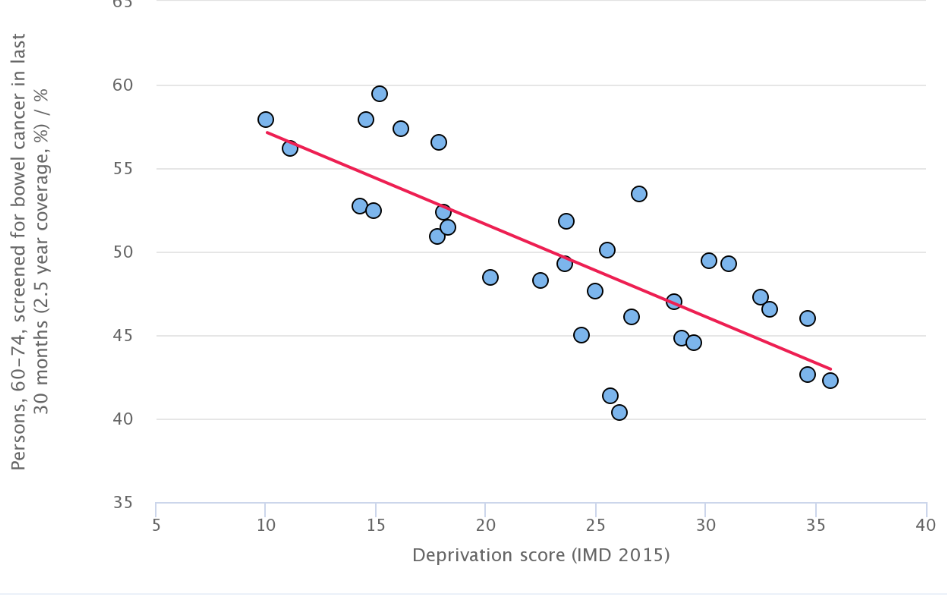 65
Persons, 60–74, screened for bowel cancer in last
30 months (2.5 year coverage, %) / %
60
55
50
45
40
35
5 10 15 20 25 30 35 40
Deprivation score (IMD 2015)